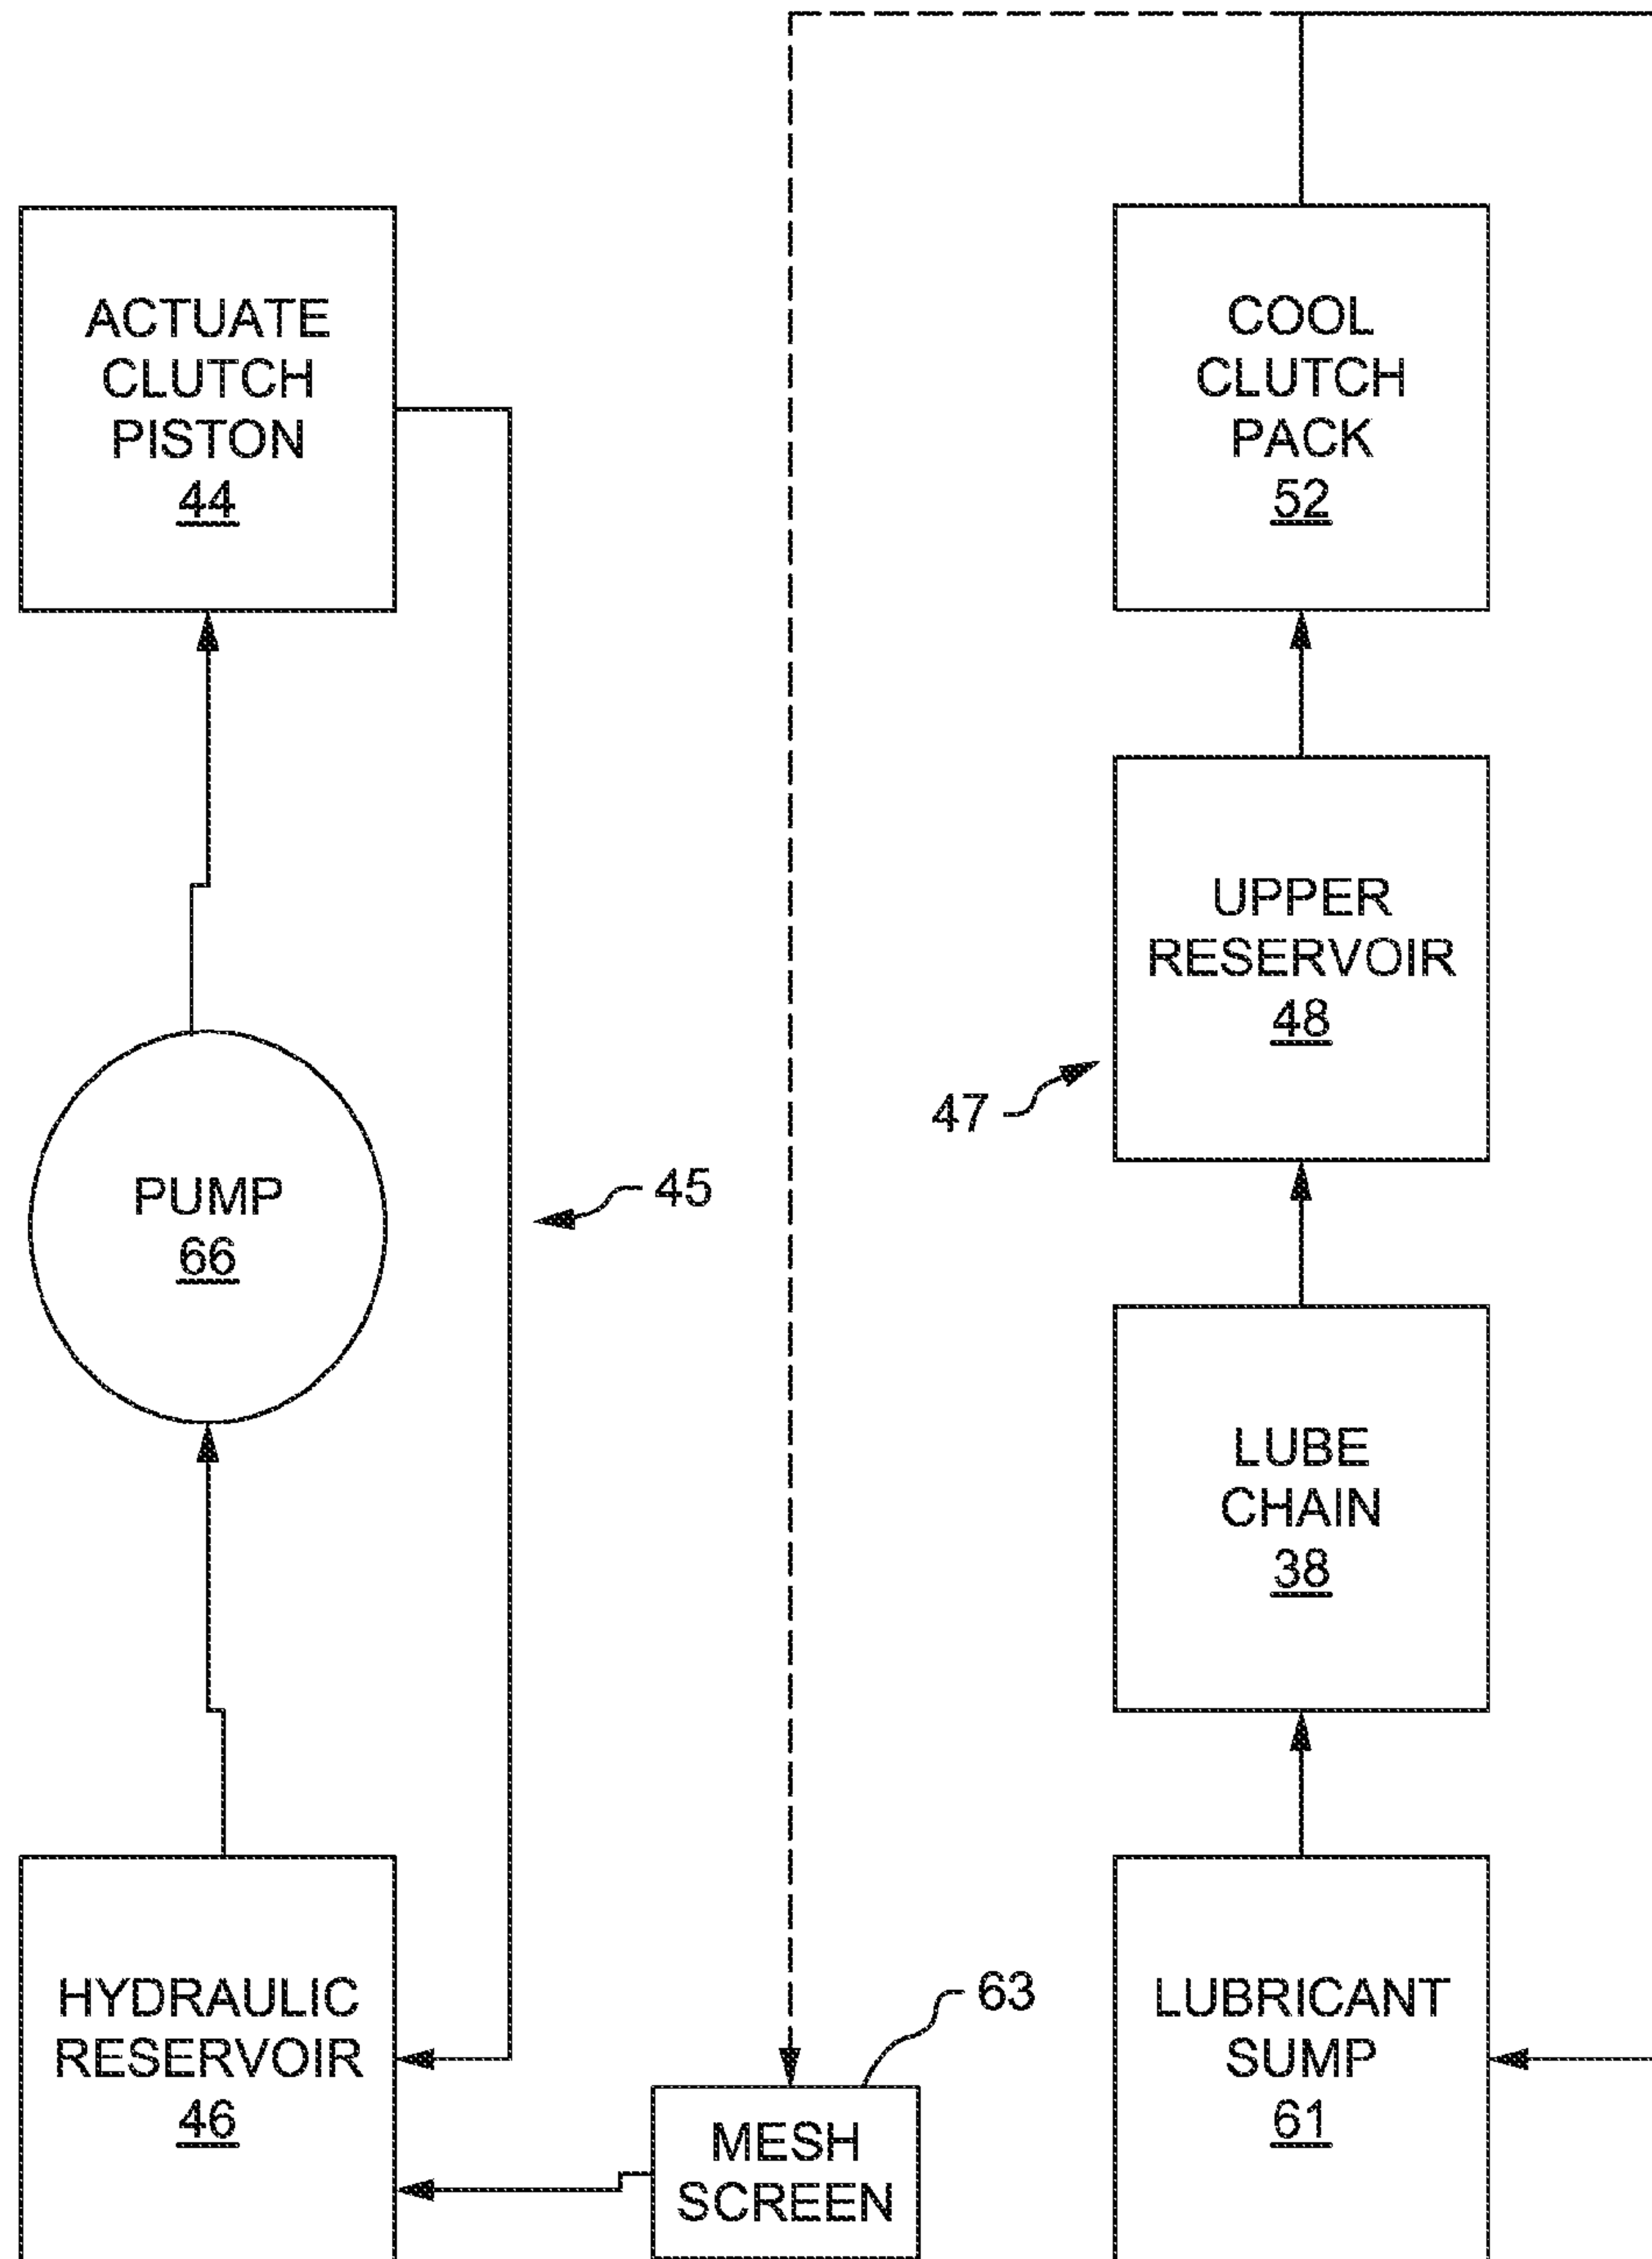 ACTUATE
CLUTCH
PISTON
44
COOL
CLUTCH
PACK
52
UPPER
RESERVOIR
48
47
PUMP
66
45
LUBE
CHAIN
38
HYDRAULIC
RESERVOIR
46
63
MESH
SCREEN
LUBRICANT
SUMP
61